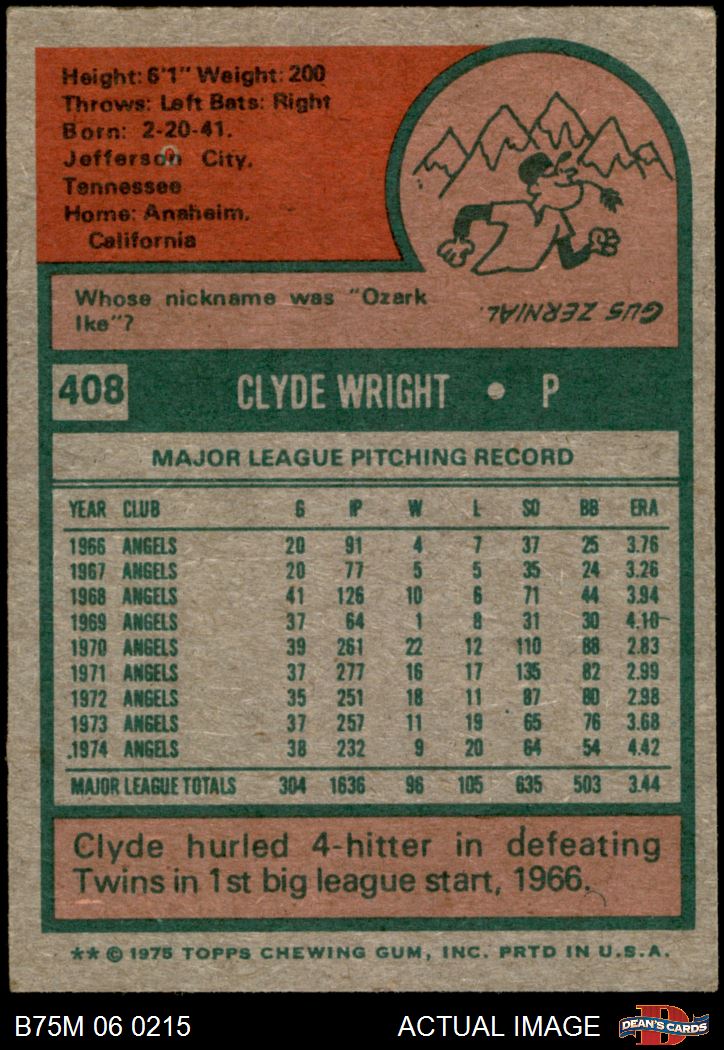 Height: 6'1" Weight: 200
Throws: Left Bats: Right
Born: 2-20-41.
Jefferson City,
Tennessee
Home: Anaheim,
California
Whose nickname was "Ozark
Ike"?
GUS ZERNIAL.
408 CLYDE WRIGHT • P
MAJOR LEAGUE PITCHING RECORD
YEAR CLUB G IP W L SO BB ERA
1966 ANGELS 20 91 4 7 37 25 3.76
1967 ANGELS 20 77 5 5 35 24 3.26
1968 ANGELS 41 126 10 6 71 44 3.94
1969 ANGELS 37 64 1 8 31 30 4.10
1970 ANGELS 39 261 22 12 110 88 2.83
1971 ANGELS 37 277 16 17 135 82 2.99
1972 ANGELS 35 251 18 11 87 80 2.98
1973 ANGELS 37 257 11 19 65 76 3.68
1974 ANGELS 38 232 9 20 64 54 4.42
MAJOR LEAGUE TOTALS 304 1636 96 105 635 503 3.44
Clyde hurled 4-hitter in defeating
Twins in 1st big league start, 1966.
** © 1975 TOPPS CHEWING GUM, INC. PRTD IN U.S.A.
B75M 06 0215 ACTUAL IMAGE D DEAN'S CARDS